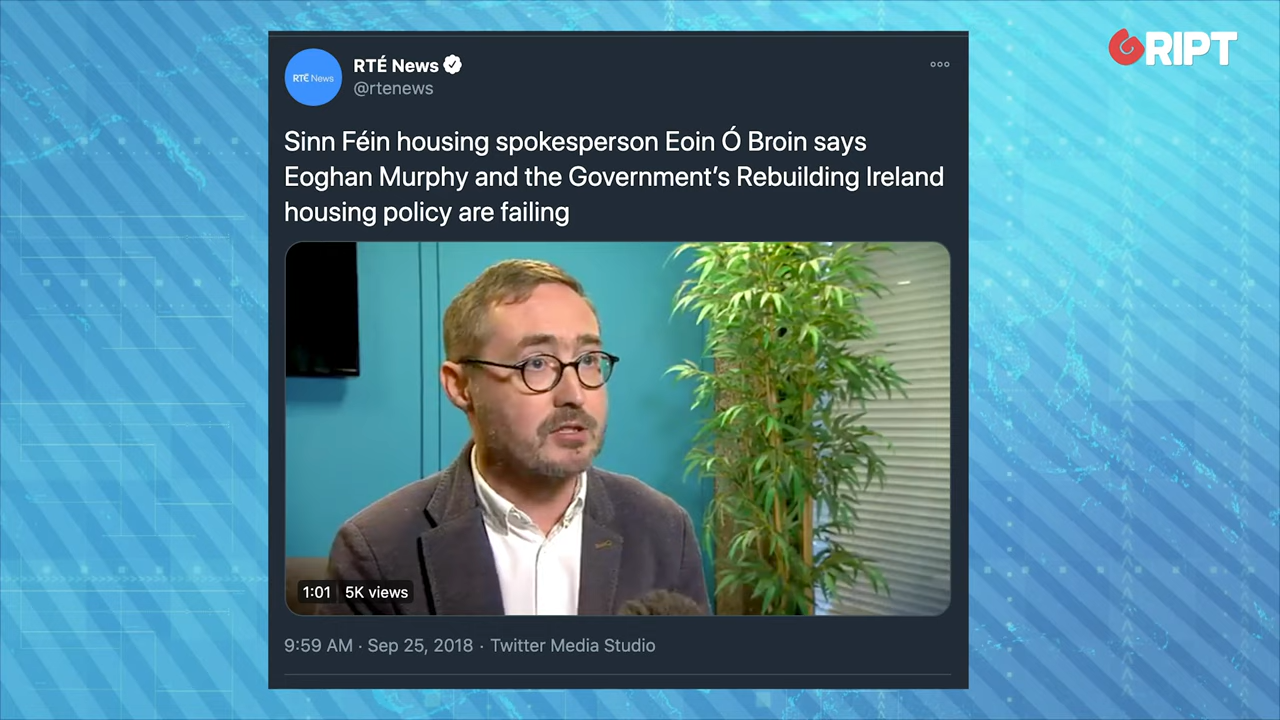 GRIPT
RTÉ News
RTÉ News
@rtenews
Sinn Féin housing spokesperson Eoin Ó Broin says
Eoghan Murphy and the Government’s Rebuilding Ireland
housing policy are failing
1:01 5K views
9:59 AM · Sep 25, 2018 · Twitter Media Studio